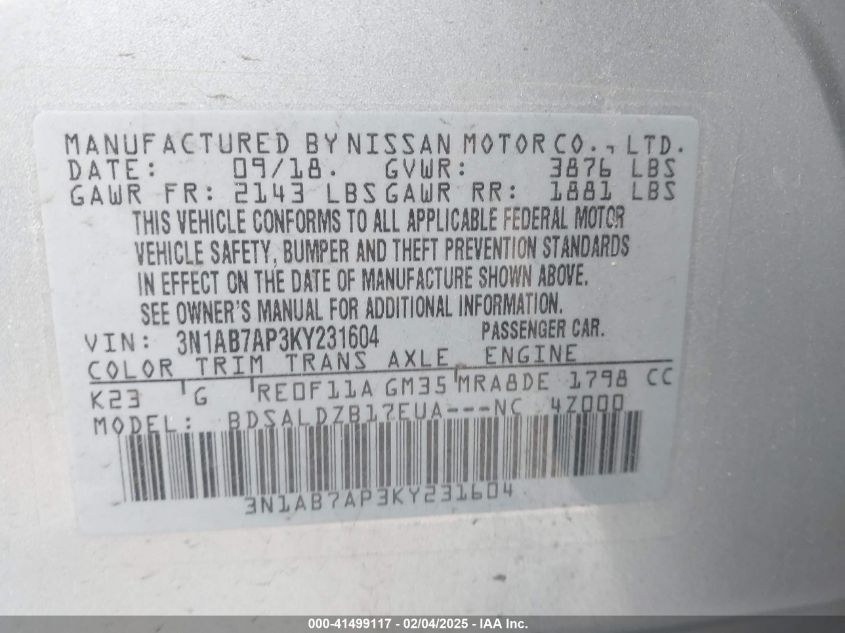 MANUFACTURED BY NISSAN MOTOR CO., LTD.
DATE: 09/18. GVWR: 3876 LBS
GAWR FR: 2143 LBS GAWR RR: 1881 LBS
THIS VEHICLE CONFORMS TO ALL APPLICABLE FEDERAL MOTOR
VEHICLE SAFETY, BUMPER AND THEFT PREVENTION STANDARDS
IN EFFECT ON THE DATE OF MANUFACTURE SHOWN ABOVE.
SEE OWNER'S MANUAL FOR ADDITIONAL INFORMATION.
VIN: 3N1AB7AP3KY231604 PASSENGER CAR.
COLOR TRIM TRANS AXLE ENGINE
K23 G RE0F11A GM35 MRA8DE 1798 CC
MODEL: BDSALDZB17EUA---NC 4Z000
3N1AB7AP3KY231604
000-41499117 - 02/04/2025 - IAA Inc.